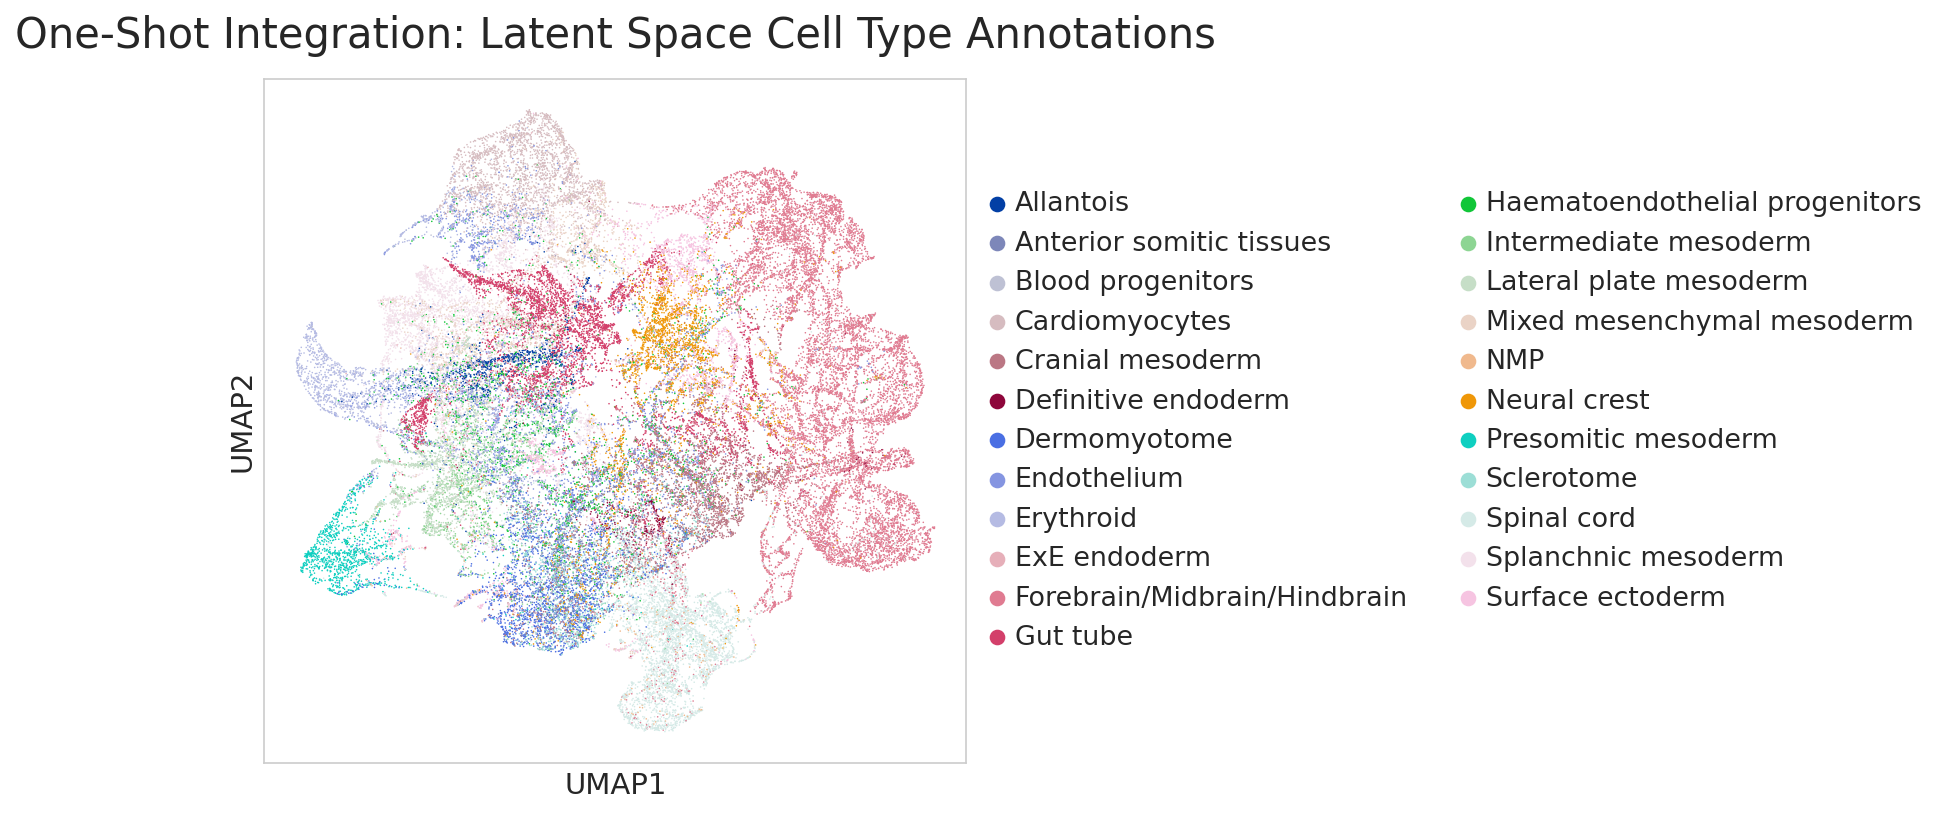 One-Shot Integration: Latent Space Cell Type Annotations
UMAP2
UMAP1
Allantois
Anterior somitic tissues
Blood progenitors
Cardiomyocytes
Cranial mesoderm
Definitive endoderm
Dermomyotome
Endothelium
Erythroid
ExE endoderm
Forebrain/Midbrain/Hindbrain
Gut tube
Haematoendothelial progenitors
Intermediate mesoderm
Lateral plate mesoderm
Mixed mesenchymal mesoderm
NMP
Neural crest
Presomitic mesoderm
Sclerotome
Spinal cord
Splanchnic mesoderm
Surface ectoderm